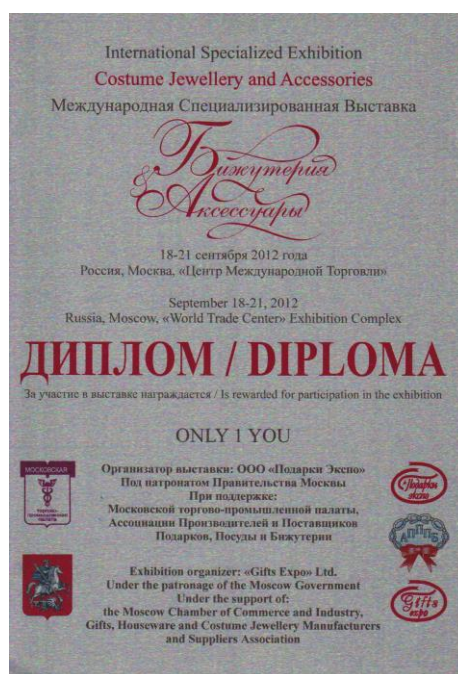 International Specialized Exhibition
Costume Jewellery and Accessories
Международная Специализированная Выставка
Бижутерия
& Аксессуары
18-21 сентября 2012 года
Россия, Москва, «Центр Международной Торговли»
September 18-21, 2012
Russia, Moscow, «World Trade Center» Exhibition Complex
ДИПЛОМ / DIPLOMA
За участие в выставке награждается / Is rewarded for participation in the exhibition
ONLY 1 YOU
Организатор выставки: ООО «Подарки Экспо»
Под патронатом Правительства Москвы
При поддержке:
Московской торгово-промышленной палаты,
Ассоциации Производителей и Поставщиков
Подарков, Посуды и Бижутерии
МОСКОВСКАЯ
Подарки
экспо
АПППБ
Exhibition organizer: «Gifts Expo» Ltd.
Under the patronage of the Moscow Government
Under the support of:
the Moscow Chamber of Commerce and Industry,
Gifts, Houseware and Costume Jewellery Manufacturers
and Suppliers Association
Gifts
expo